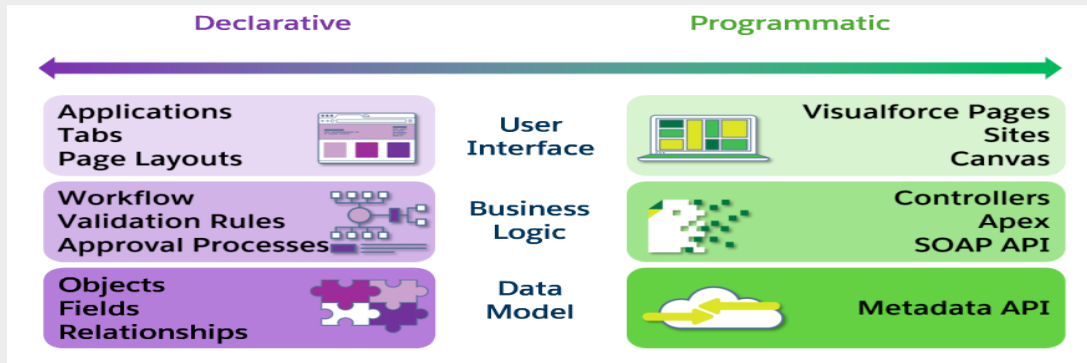 Declarative
Programmatic
Applications
Tabs
Page Layouts
User
Interface
Visualforce Pages
Sites
Canvas
Workflow
Validation Rules
Approval Processes
Business
Logic
Controllers
Apex
SOAP API
Objects
Fields
Relationships
Data
Model
Metadata API